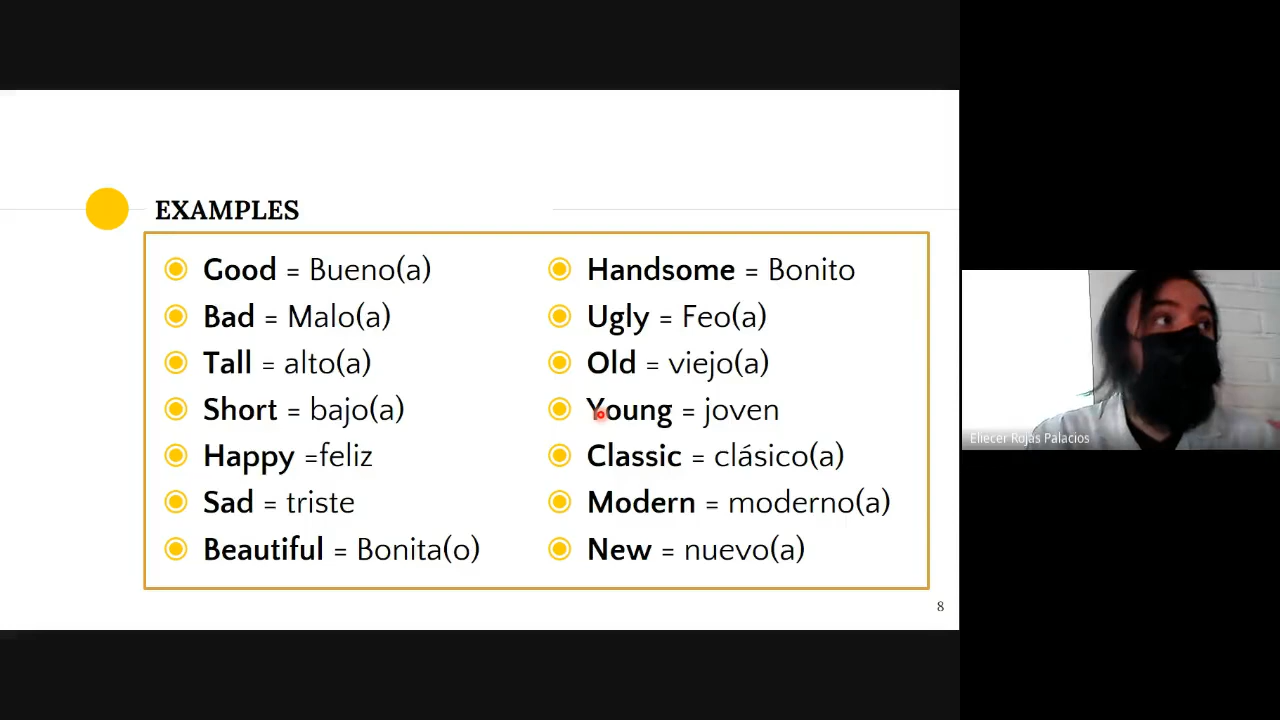 EXAMPLES
Good = Bueno(a)
Bad = Malo(a)
Tall = alto(a)
Short = bajo(a)
Happy =feliz
Sad = triste
Beautiful = Bonita(o)
Handsome = Bonito
Ugly = Feo(a)
Old = viejo(a)
Young = joven
Classic = clásico(a)
Modern = moderno(a)
New = nuevo(a)
8
Eliecer Rojas Palacios